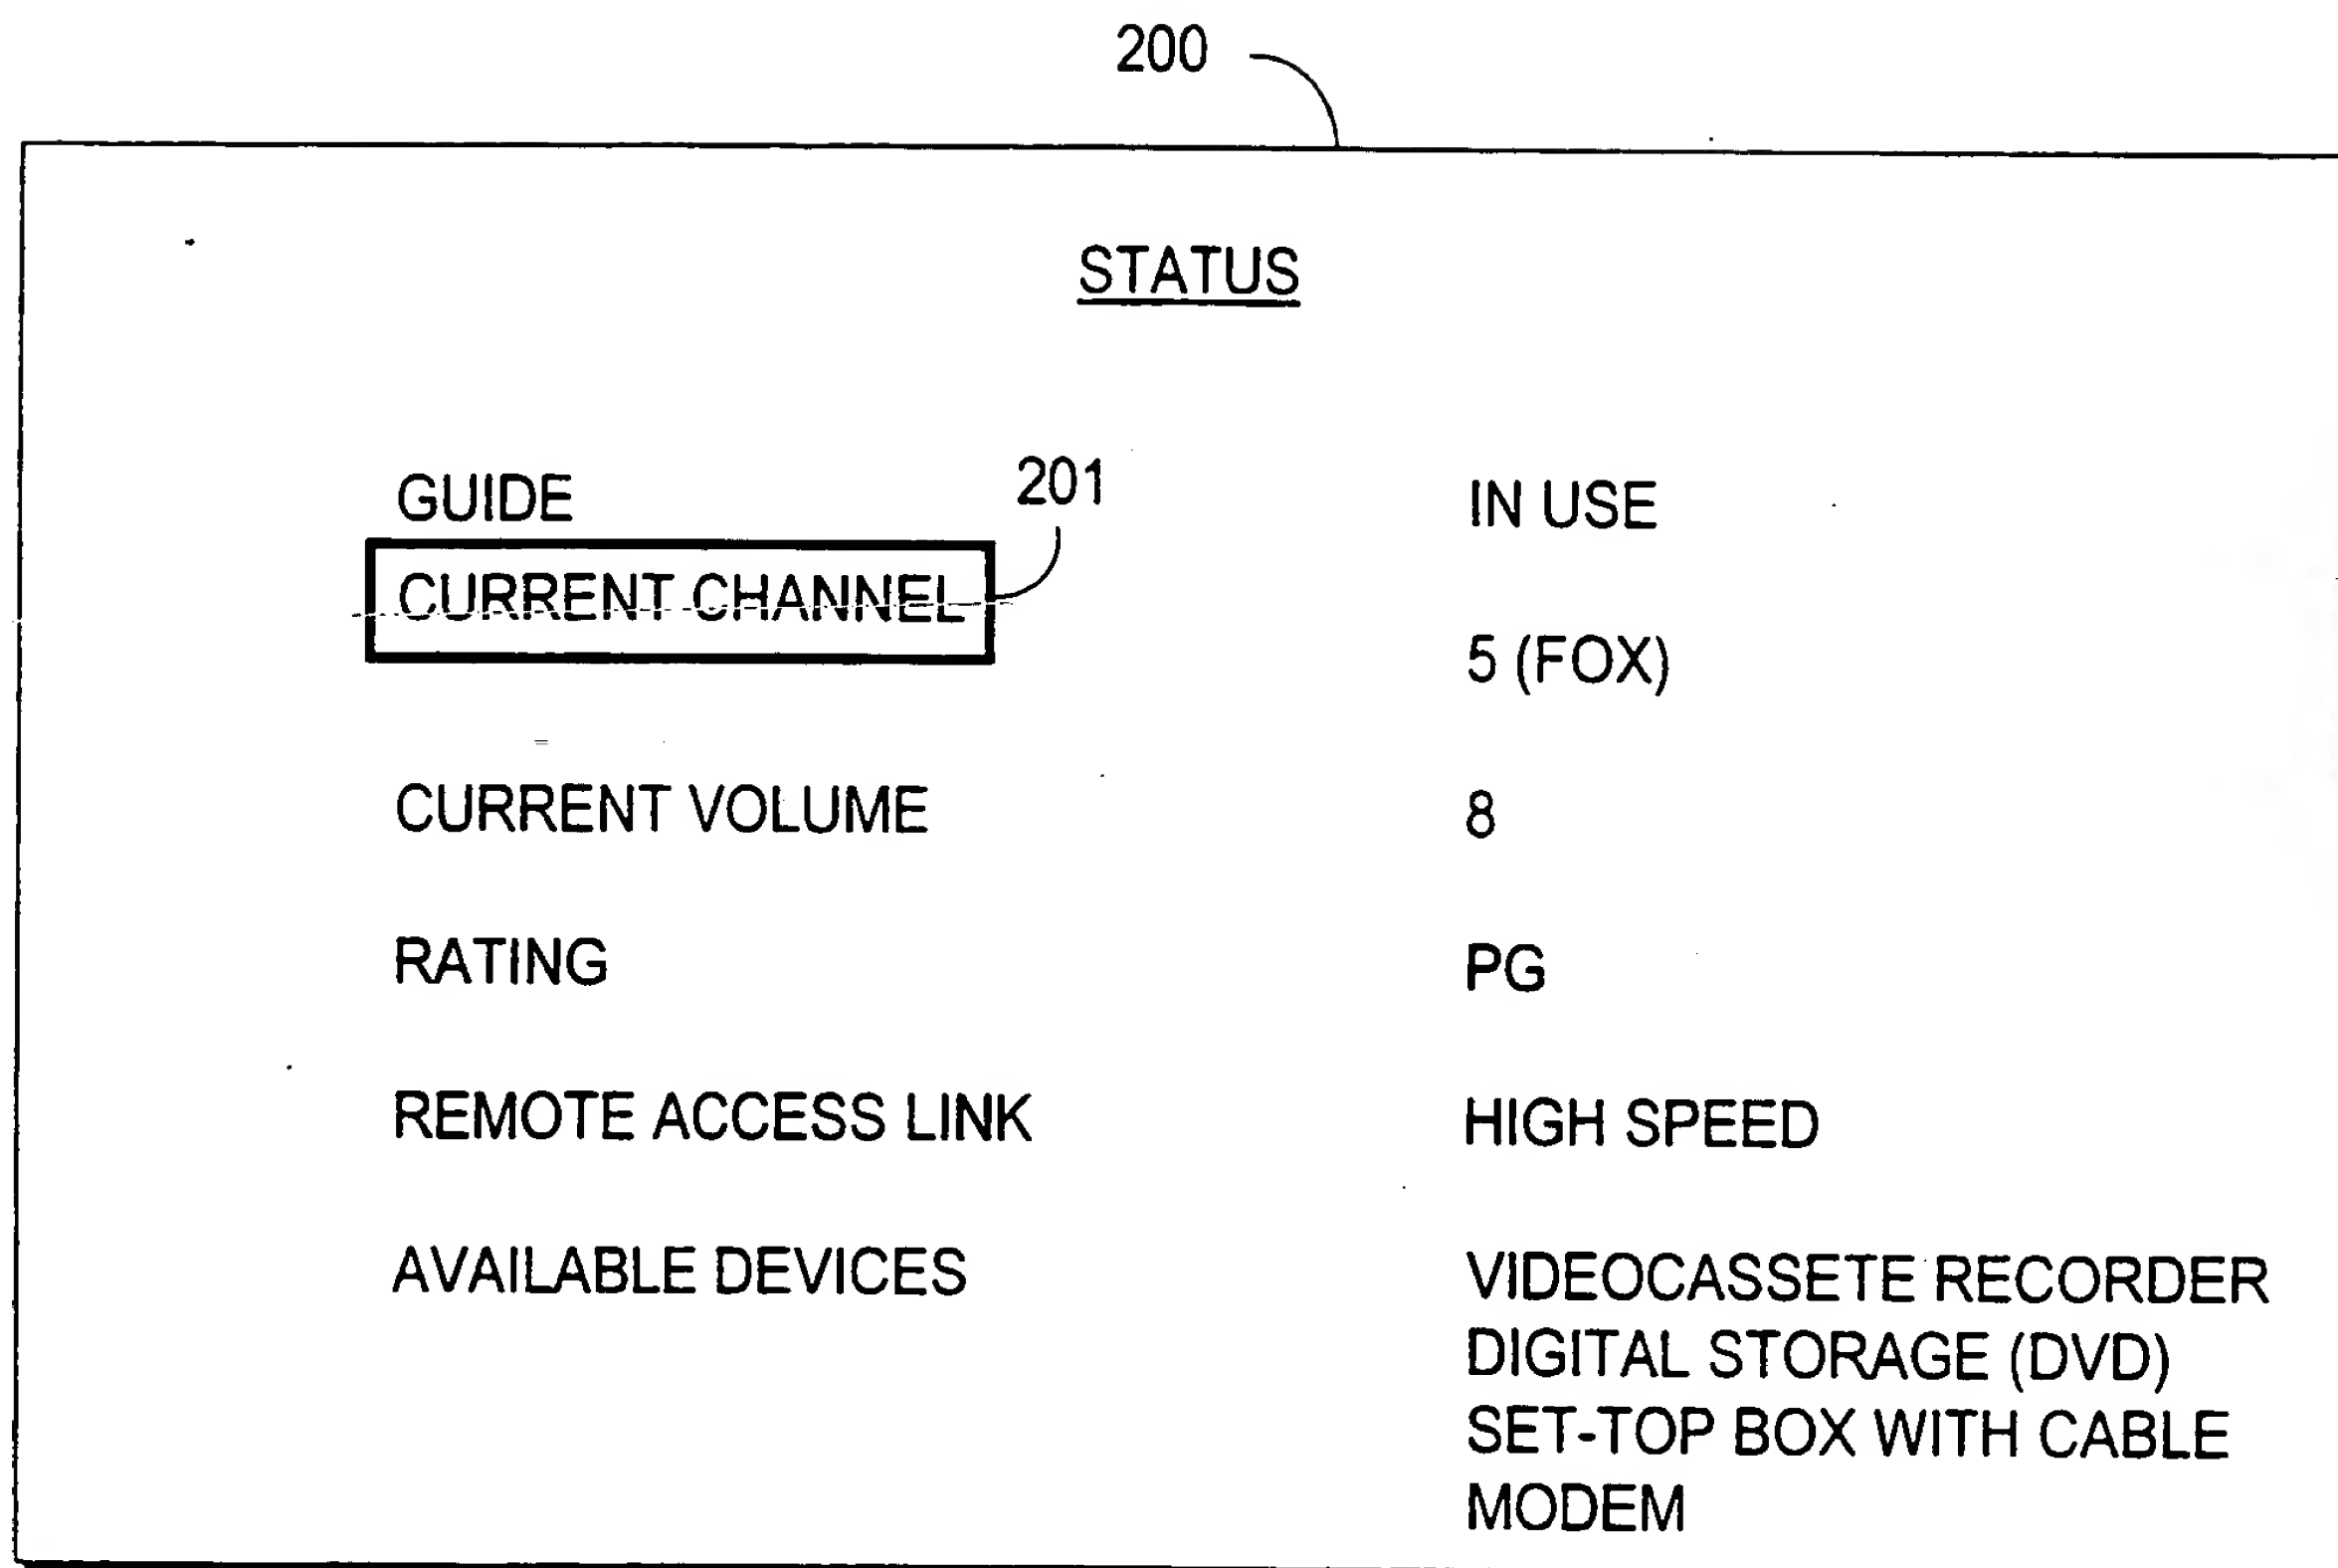 200
STATUS
GUIDE IN USE
201
CURRENT CHANNEL 5 (FOX)
CURRENT VOLUME 8
RATING PG
REMOTE ACCESS LINK HIGH SPEED
AVAILABLE DEVICES VIDEOCASSETE RECORDER
DIGITAL STORAGE (DVD)
SET-TOP BOX WITH CABLE
MODEM